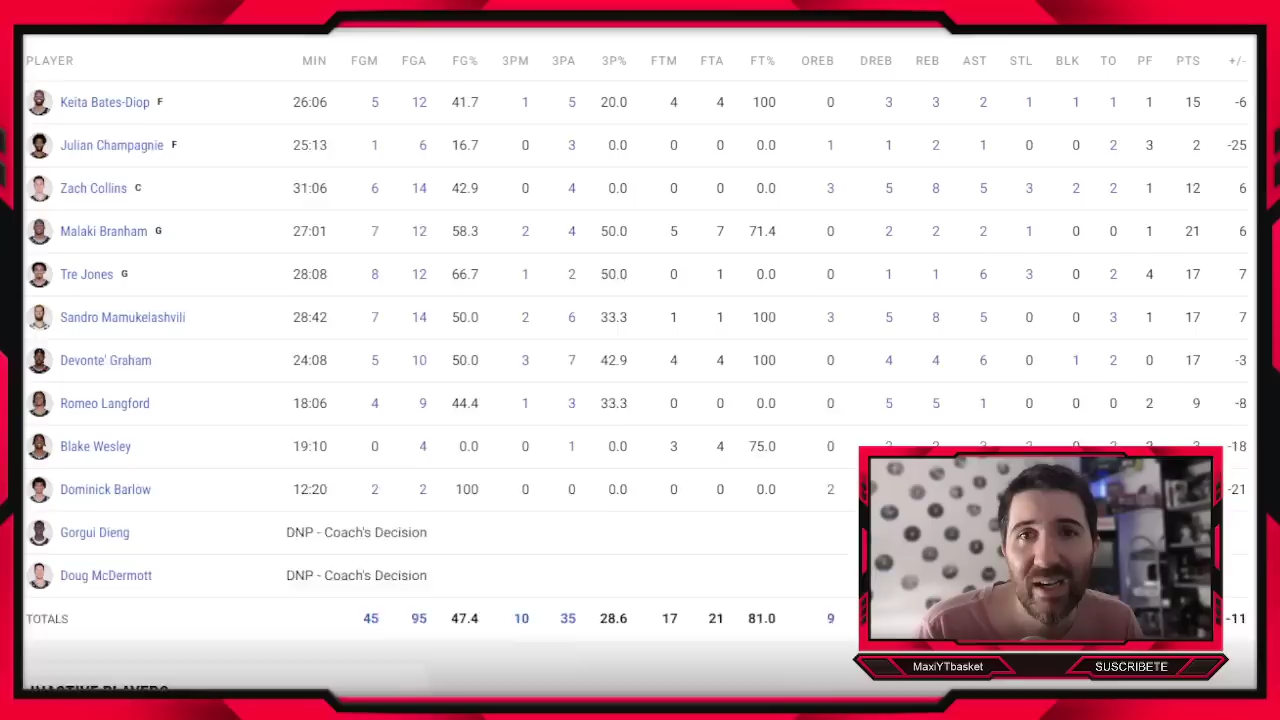 PLAYER MIN FGM FGA FG% 3PM 3PA 3P% FTM FTA FT% OREB DREB REB AST STL BLK TO PF PTS +/-
Keita Bates-Diop F 26:06 5 12 41.7 1 5 20.0 4 4 100 0 3 3 2 1 1 1 1 15 -6
Julian Champagnie F 25:13 1 6 16.7 0 3 0.0 0 0 0.0 1 1 2 1 0 0 2 3 2 -25
Zach Collins C 31:06 6 14 42.9 0 4 0.0 0 0 0.0 3 5 8 5 3 2 2 1 12 6
Malaki Branham G 27:01 7 12 58.3 2 4 50.0 5 7 71.4 0 2 2 2 1 0 0 1 21 6
Tre Jones G 28:08 8 12 66.7 1 2 50.0 0 1 0.0 0 1 1 6 3 0 2 4 17 7
Sandro Mamukelashvili 28:42 7 14 50.0 2 6 33.3 1 1 100 3 5 8 5 0 0 3 1 17 7
Devonte' Graham 24:08 5 10 50.0 3 7 42.9 4 4 100 0 4 4 6 0 1 2 0 17 -3
Romeo Langford 18:06 4 9 44.4 1 3 33.3 0 0 0.0 0 5 5 1 0 0 0 2 9 -8
Blake Wesley 19:10 0 4 0.0 0 1 0.0 3 4 75.0 0 -18
Dominick Barlow 12:20 2 2 100 0 0 0.0 0 0 0.0 2 -21
Gorgui Dieng DNP - Coach's Decision
Doug McDermott DNP - Coach's Decision
TOTALS 45 95 47.4 10 35 28.6 17 21 81.0 9 -11
MaxiYTbasket SUSCRIBETE